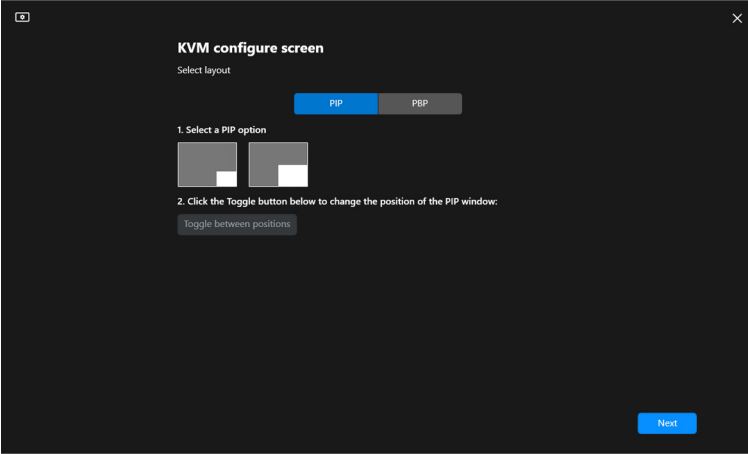 KVM configure screen
Select layout
PIP PBP
1. Select a PIP option
2. Click the Toggle button below to change the position of the PIP window:
Toggle between positions
Next